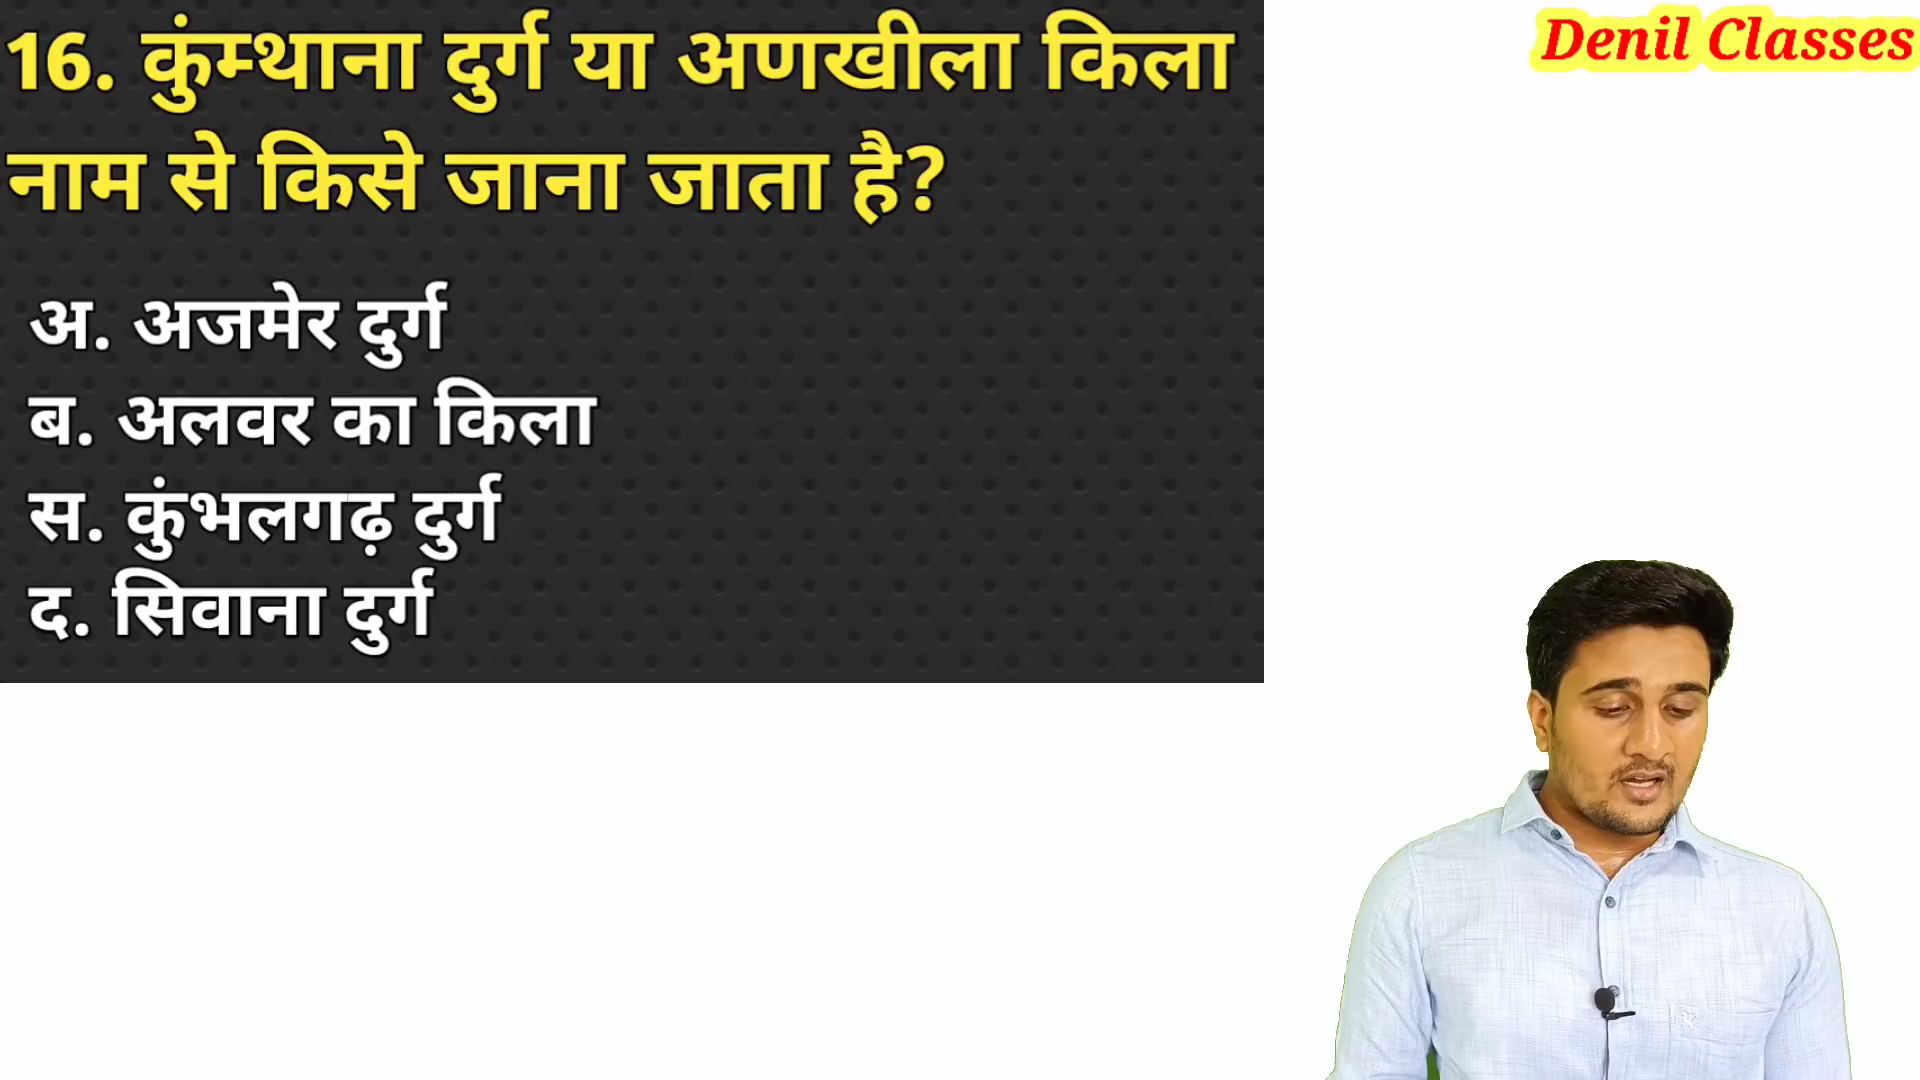 16. कुंम्थाना दुर्ग या अणखीला किला
नाम से किसे जाना जाता है?
अ. अजमेर दुर्ग
ब. अलवर का किला
स. कुंभलगढ़ दुर्ग
द. सिवाना दुर्ग
Denil Classes